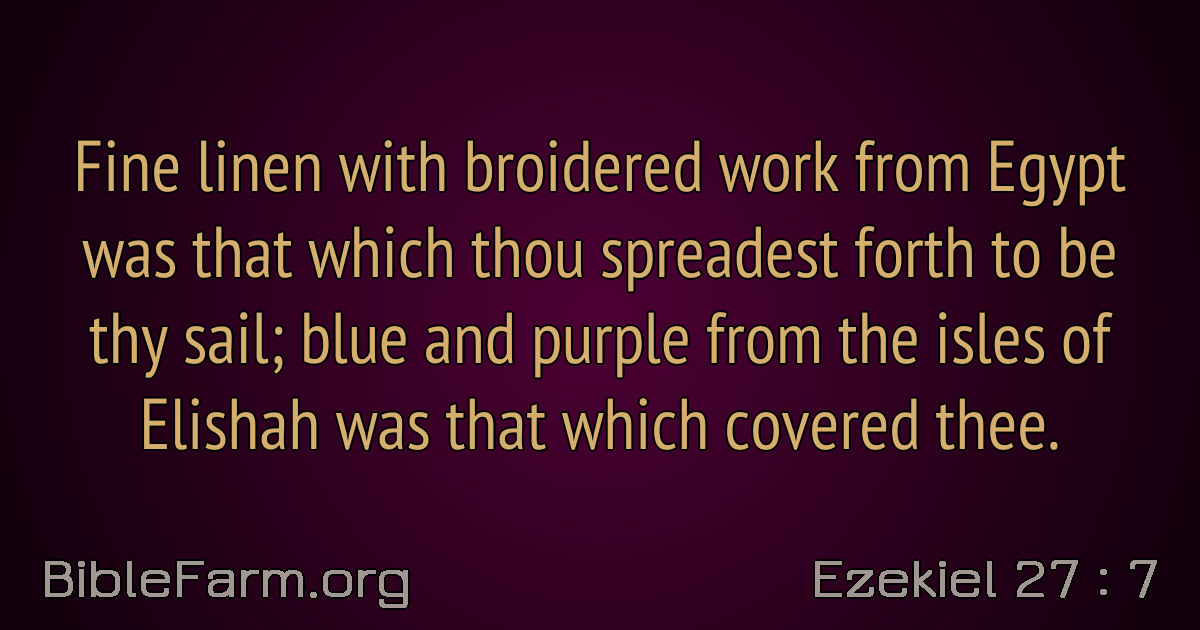 Fine linen with broidered work from Egypt
was that which thou spreadest forth to be
thy sail; blue and purple from the isles of
Elishah was that which covered thee.
BibleFarm.org
Ezekiel 27 : 7